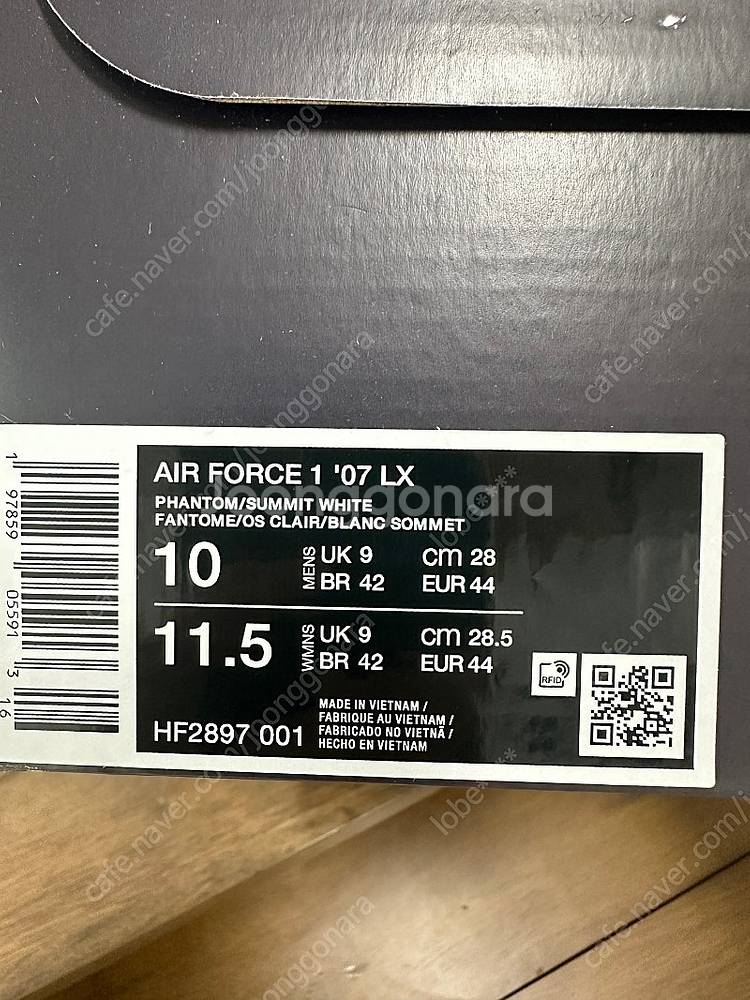 AIR FORCE 1 '07 LX
PHANTOM/SUMMIT WHITE
FANTOME/OS CLAIR/BLANC SOMMET
10 MENS UK 9 cm 28
BR 42 EUR 44
11.5 WMNS UK 9 cm 28.5
BR 42 EUR 44
RFID
HF2897 001
MADE IN VIETNAM /
FABRIQUE AU VIETNAM /
FABRICADO NO VIETNÃ /
HECHO EN VIETNAM
1 97859 05591 3 16
joonggonara
cafe.naver.com/joonggonara
lobe****